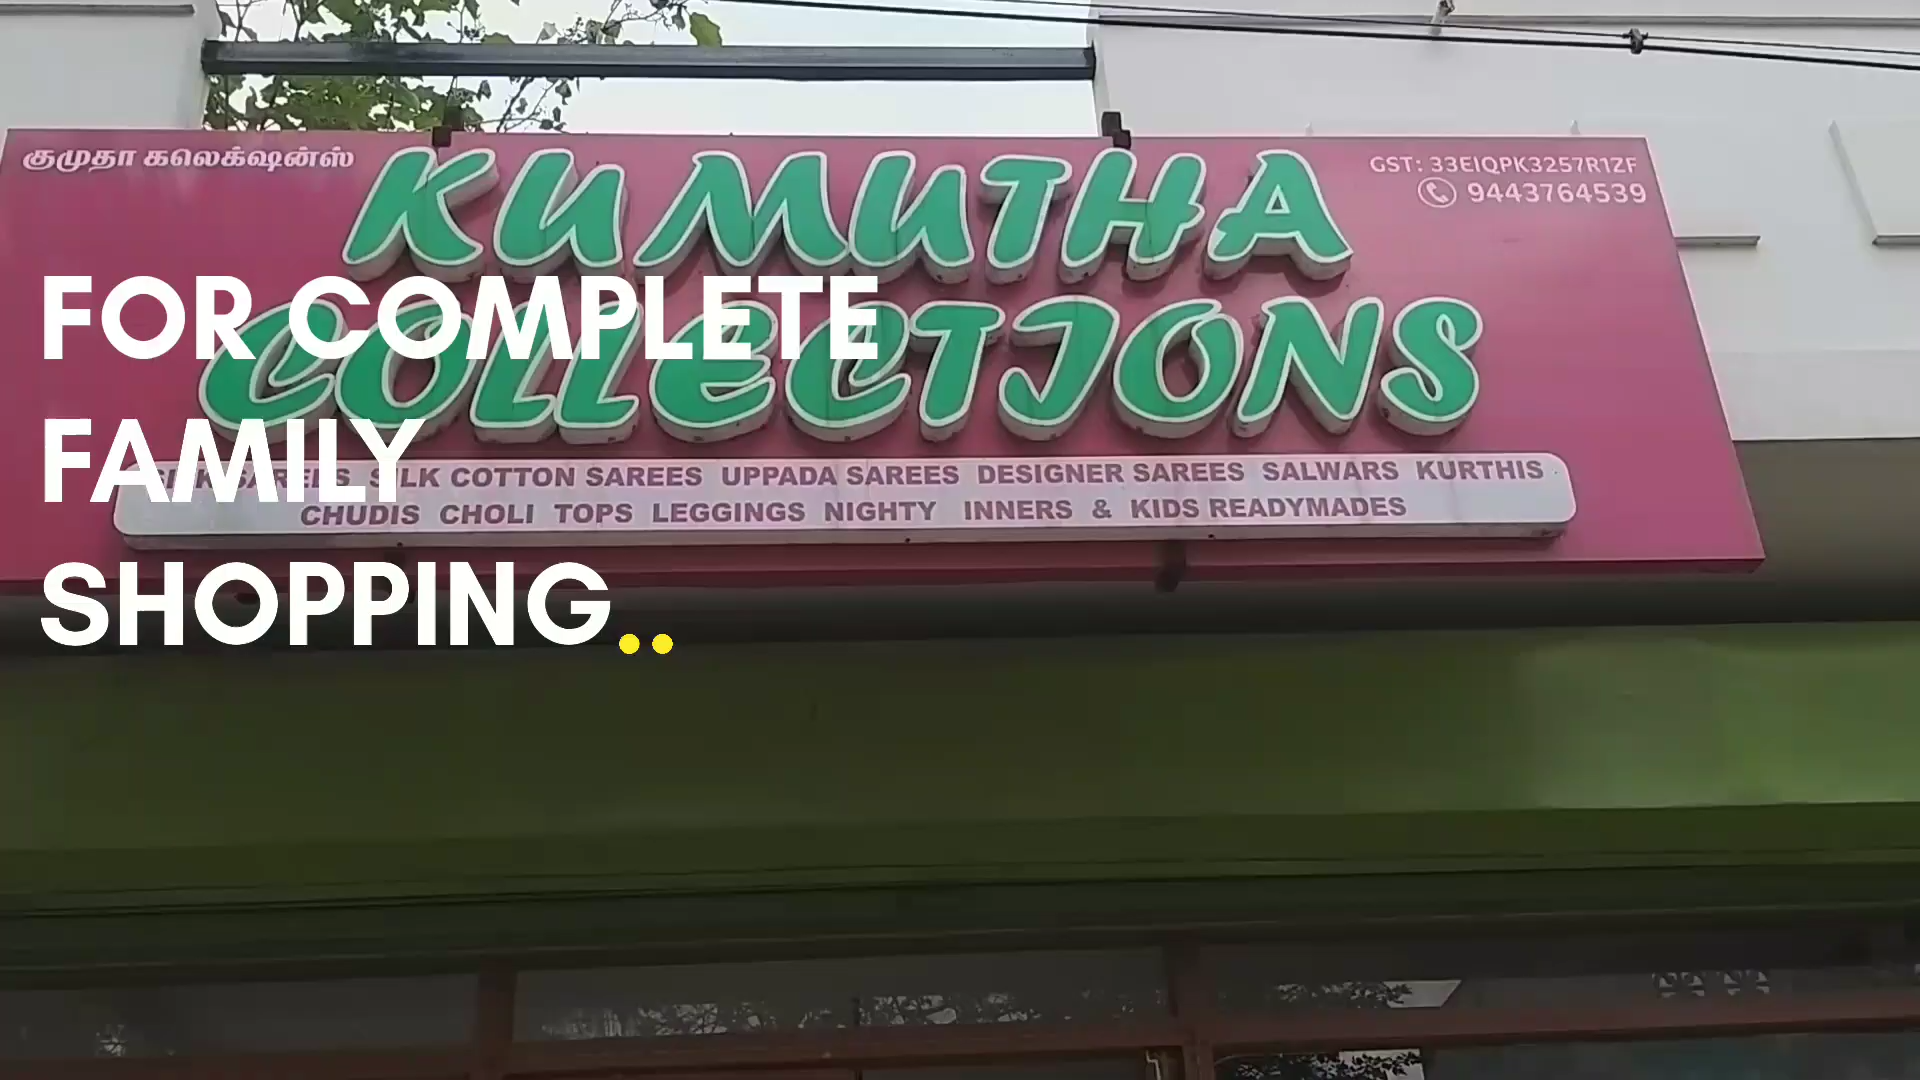 குமுதா கலெக்ஷன்ஸ்
KUMUTHA
COLLECTIONS
GST: 33EIQPK3257R1ZF
9443764539
FOR COMPLETE
FAMILY
SHOPPING..
SAREES SILK COTTON SAREES UPPADA SAREES DESIGNER SAREES SALWARS KURTHIS
CHUDIS CHOLI TOPS LEGGINGS NIGHTY INNERS & KIDS READYMADES